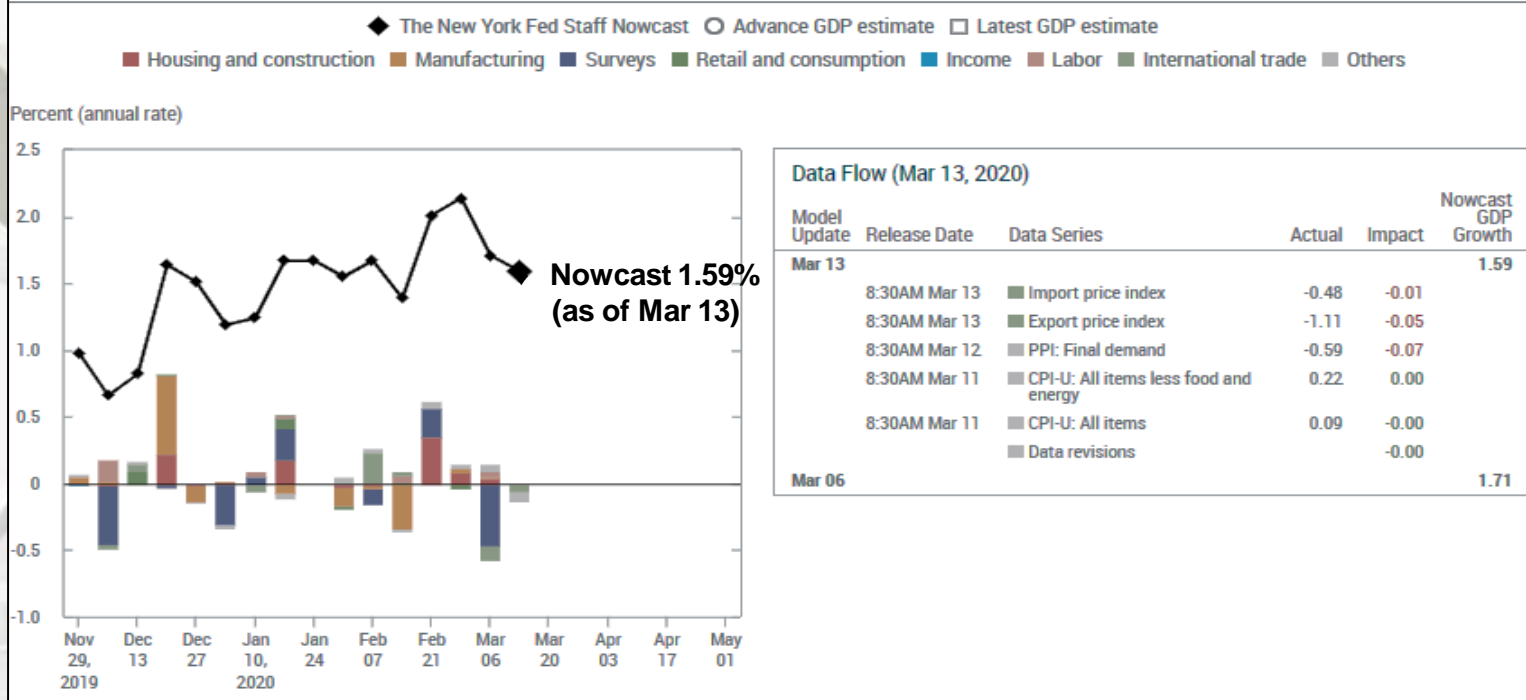 The New York Fed Staff Nowcast Advance GDP estimate Latest GDP estimate
Housing and construction Manufacturing Surveys Retail and consumption Income Labor International trade Others
Percent (annual rate)
2.5
2.0
1.5
1.0
0.5
0
-0.5
-1.0
Nov 29, 2019
Dec 13
Dec 27
Jan 10, 2020
Jan 24
Feb 07
Feb 21
Mar 06
Mar 20
Apr 03
Apr 17
May 01
Nowcast 1.59%
(as of Mar 13)
Data Flow (Mar 13, 2020)
Model Update Release Date Data Series Actual Impact Nowcast GDP Growth
Mar 13 1.59
8:30AM Mar 13 Import price index -0.48 -0.01
8:30AM Mar 13 Export price index -1.11 -0.05
8:30AM Mar 12 PPI: Final demand -0.59 -0.07
8:30AM Mar 11 CPI-U: All items less food and energy 0.22 0.00
8:30AM Mar 11 CPI-U: All items 0.09 -0.00
Data revisions -0.00
Mar 06 1.71